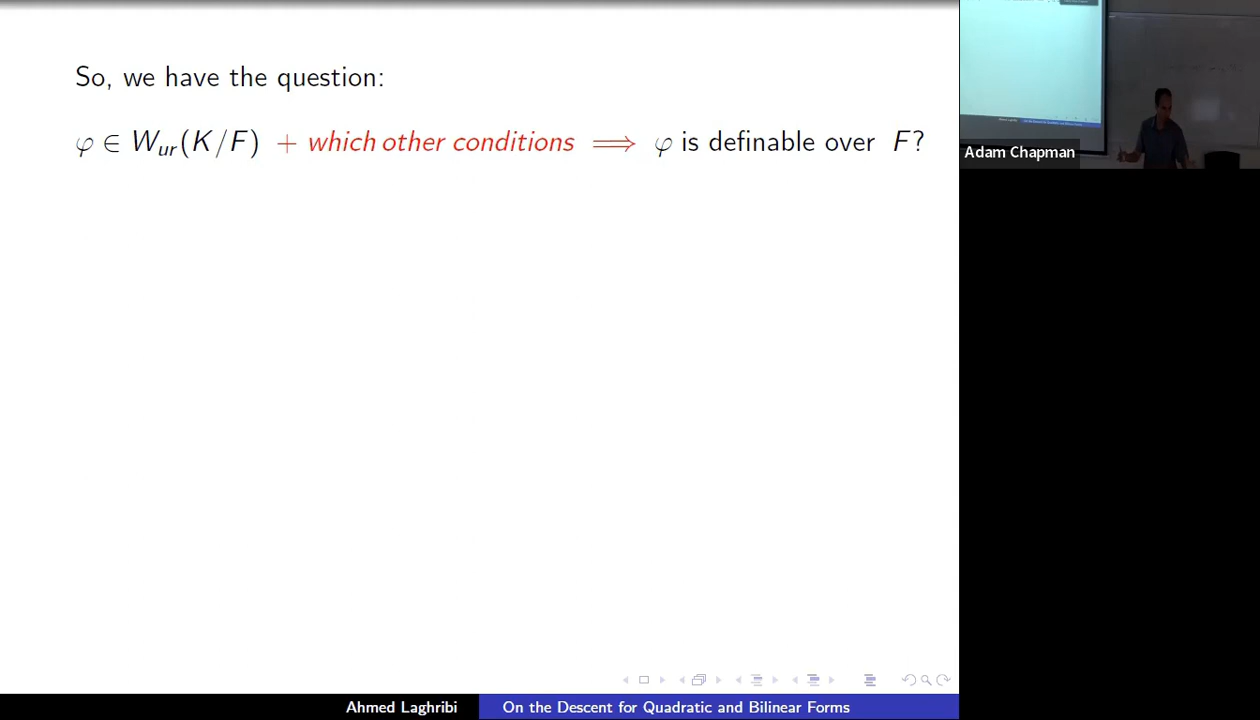 So, we have the question:
φ ∈ W_ur(K/F) + which other conditions ⟹ φ is definable over F?
Adam Chapman
Ahmed Laghribi On the Descent for Quadratic and Bilinear Forms